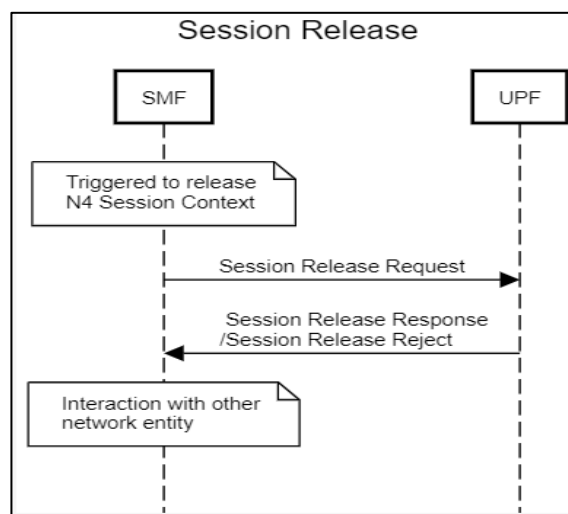 Session Release
SMF
UPF
Triggered to release
N4 Session Context
Session Release Request
Session Release Response
/Session Release Reject
Interaction with other
network entity